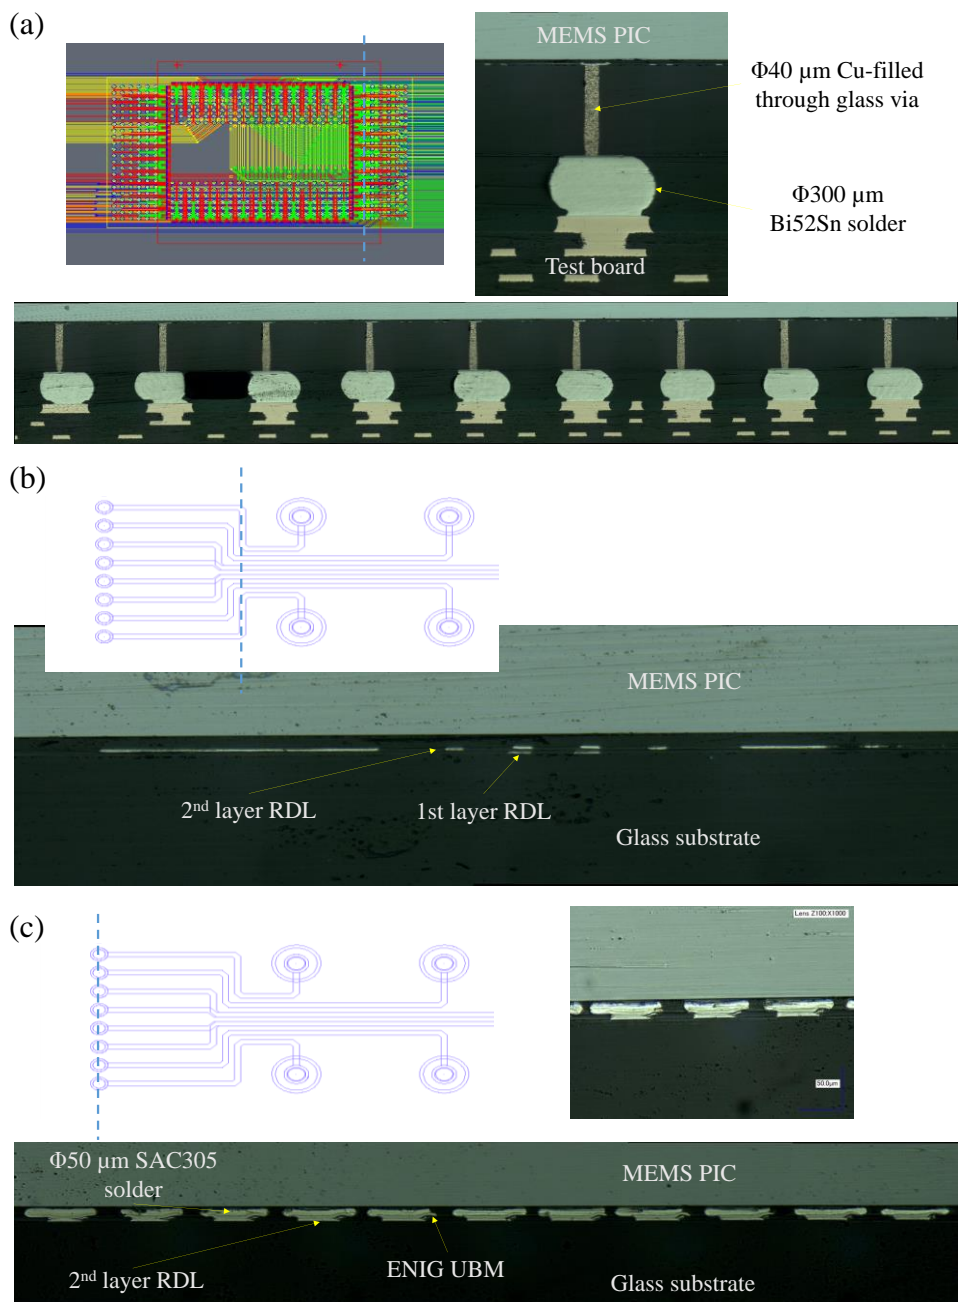 (a)
MEMS PIC
Φ40 µm Cu-filled
through glass via
Φ300 µm
Bi52Sn solder
Test board
(b)
MEMS PIC
2nd layer RDL
1st layer RDL
Glass substrate
(c)
Lens Z100:X1000
50.0µm
Φ50 µm SAC305
solder
MEMS PIC
2nd layer RDL
ENIG UBM
Glass substrate